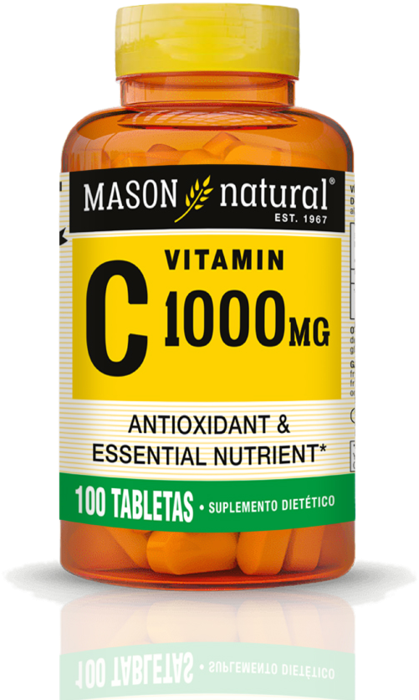 MASON natural®
EST. 1967
VITAMIN
C 1000MG
ANTIOXIDANT &
ESSENTIAL NUTRIENT*
100 TABLETAS • SUPLEMENTO DIETÉTICO